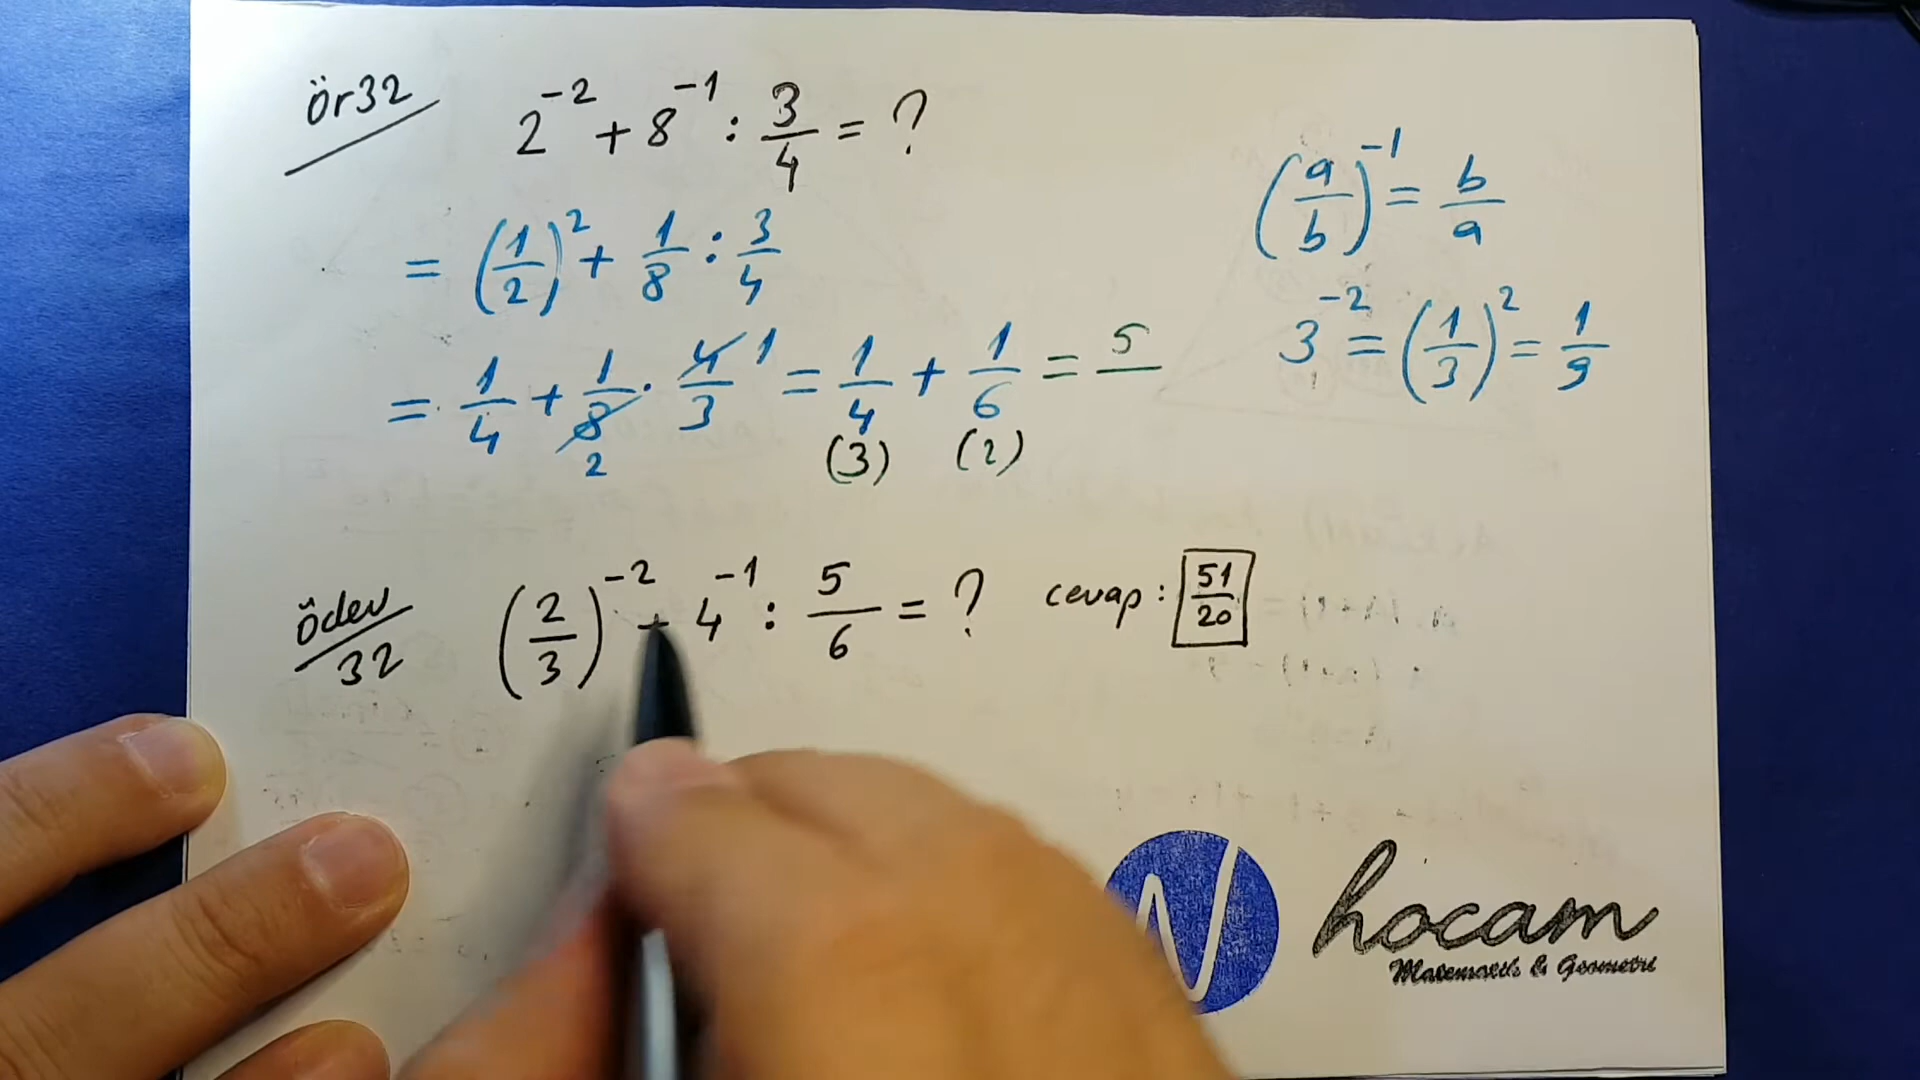 ör32 2⁻² + 8⁻¹ : 3/4 = ?
= (1/2)² + 1/8 : 3/4
= 1/4 + 1/8 · 4/3 1 = 1/4 + 1/6 = 5/
2 (3) (2)
(a/b)⁻¹ = b/a
3⁻² = (1/3)² = 1/9
ödev 32 (2/3)⁻² + 4⁻¹ : 5/6 = ? cevap : 51/20
hocam
Matematik & Geometri